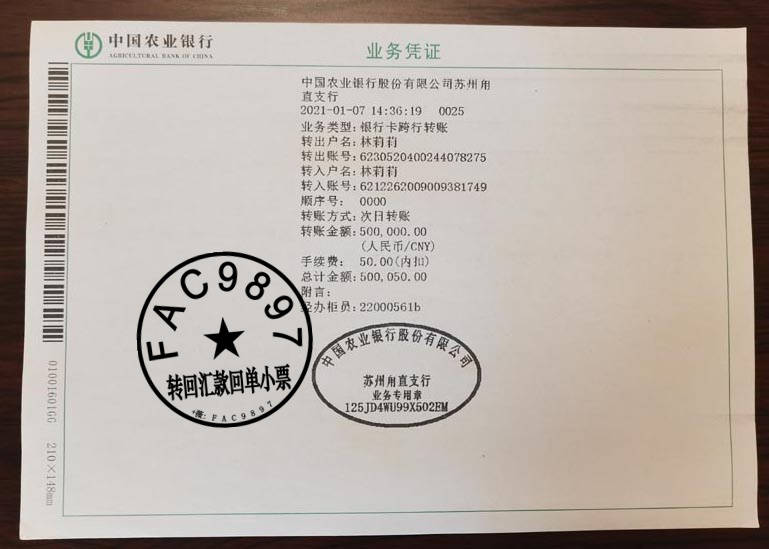 中国农业银行
AGRICULTURAL BANK OF CHINA
业务凭证
中国农业银行股份有限公司苏州甪
直支行
2021-01-07 14:36:19 0025
业务类型:银行卡跨行转账
转出户名:林莉莉
转出账号:6230520400244078275
转入户名:林莉莉
转入账号:6212262009009381749
顺序号: 0000
转账方式:次日转账
转账金额:500,000.00
(人民币/CNY)
手续费: 50.00(内扣)
总计金额:500,050.00
附言:
经办柜员:22000561b
FAC9897
转回汇款回单小票
+薇:FAC9897
中国农业银行股份有限公司
苏州甪直支行
业务专用章
125JD4WU99X502EM
01001601GG 210×148mm